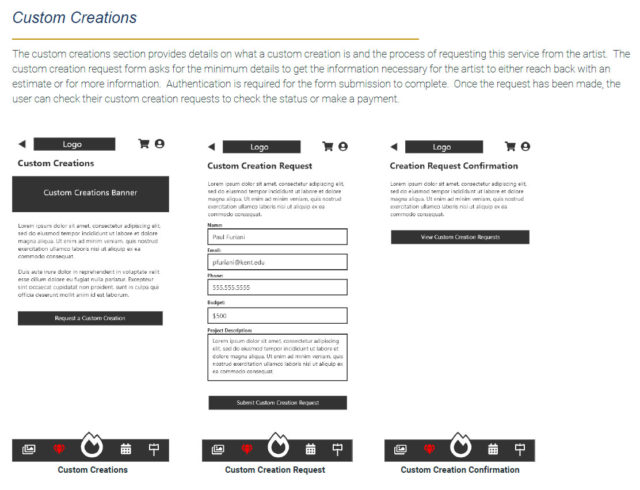 Custom Creations
The custom creations section provides details on what a custom creation is and the process of requesting this service from the artist.  The
custom creation request form asks for the minimum details to get the information necessary for the artist to either reach back with an
estimate or for more information.  Authentication is required for the form submission to complete.  Once the request has been made, the
user can check their custom creation requests to check the status or make a payment.
Logo
Custom Creations
Custom Creations Banner
Lorem ipsum dolor sit amet, consectetur adipiscing elit,
sed do eiusmod tempor incididunt ut labore et dolore
magna aliqua. Ut enim ad minim veniam, quis nostrud
exercitation ullamco laboris nisi ut aliquip ex ea
commodo consequat.
Duis aute irure dolor in reprehenderit in voluptate velit
esse cillum dolore eu fugiat nulla pariatur. Excepteur
sint occaecat cupidatat non proident, sunt in culpa qui
officia deserunt mollit anim id est laborum.
Request a Custom Creation
Custom Creations
Logo
Custom Creation Request
Lorem ipsum dolor sit amet, consectetur adipiscing elit,
sed do eiusmod tempor incididunt ut labore et dolore
magna aliqua. Ut enim ad minim veniam, quis nostrud
exercitation ullamco laboris nisi ut aliquip ex ea
commodo consequat.
Name:
Paul Furiani
Email:
pfuriani@kent.edu
Phone:
555.555.5555
Budget:
$500
Project Description:
Lorem ipsum dolor sit amet, consectetur adipiscing
elit, sed do eiusmod tempor incididunt ut labore et
dolore magna aliqua. Ut enim ad minim veniam, quis
nostrud exercitation ullamco laboris nisi ut aliquip ex
ea commodo consequat.
Submit Custom Creation Request
Custom Creation Request
Logo
Creation Request Confirmation
Lorem ipsum dolor sit amet, consectetur adipiscing elit,
sed do eiusmod tempor incididunt ut labore et dolore
magna aliqua. Ut enim ad minim veniam, quis nostrud
exercitation ullamco laboris nisi ut aliquip ex ea
commodo consequat.
View Custom Creation Requests
Custom Creation Confirmation